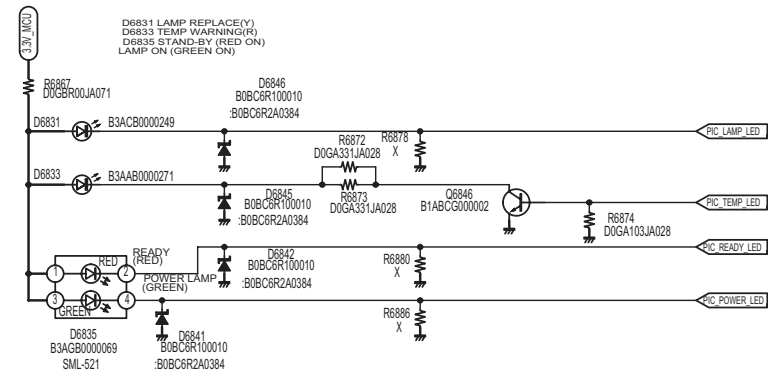 3.3V_MCU
D6831 LAMP REPLACE(Y)
D6833 TEMP WARNING(R)
D6835 STAND-BY (RED ON)
LAMP ON (GREEN ON)
R6867
D0GBR00JA071
D6831
B3ACB0000249
D6846
B0BC6R100010
:B0BC6R2A0384
R6872
D0GA331JA028
R6878
X
PIC_LAMP_LED
D6833
B3AAB0000271
D6845
B0BC6R100010
:B0BC6R2A0384
R6873
D0GA331JA028
Q6846
B1ABCG000002
R6874
D0GA103JA028
PIC_TEMP_LED
READY
(RED)
RED
1
2
D6842
B0BC6R100010
:B0BC6R2A0384
R6880
X
PIC_READY_LED
POWER LAMP
(GREEN)
3
4
GREEN
R6886
X
PIC_POWER_LED
D6835
B3AGB0000069
SML-521
D6841
B0BC6R100010
:B0BC6R2A0384